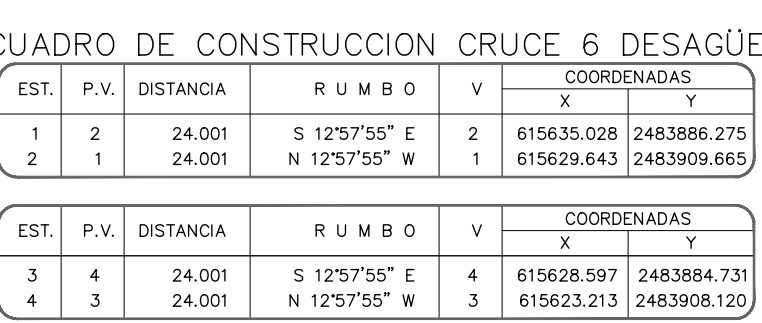 CUADRO DE CONSTRUCCION CRUCE 6 DESAGÜE
EST. P.V. DISTANCIA R U M B O V COORDENADAS
X Y
1 2 24.001 S 12°57'55" E 2 615635.028 2483886.275
2 1 24.001 N 12°57'55" W 1 615629.643 2483909.665
EST. P.V. DISTANCIA R U M B O V COORDENADAS
X Y
3 4 24.001 S 12°57'55" E 4 615628.597 2483884.731
4 3 24.001 N 12°57'55" W 3 615623.213 2483908.120